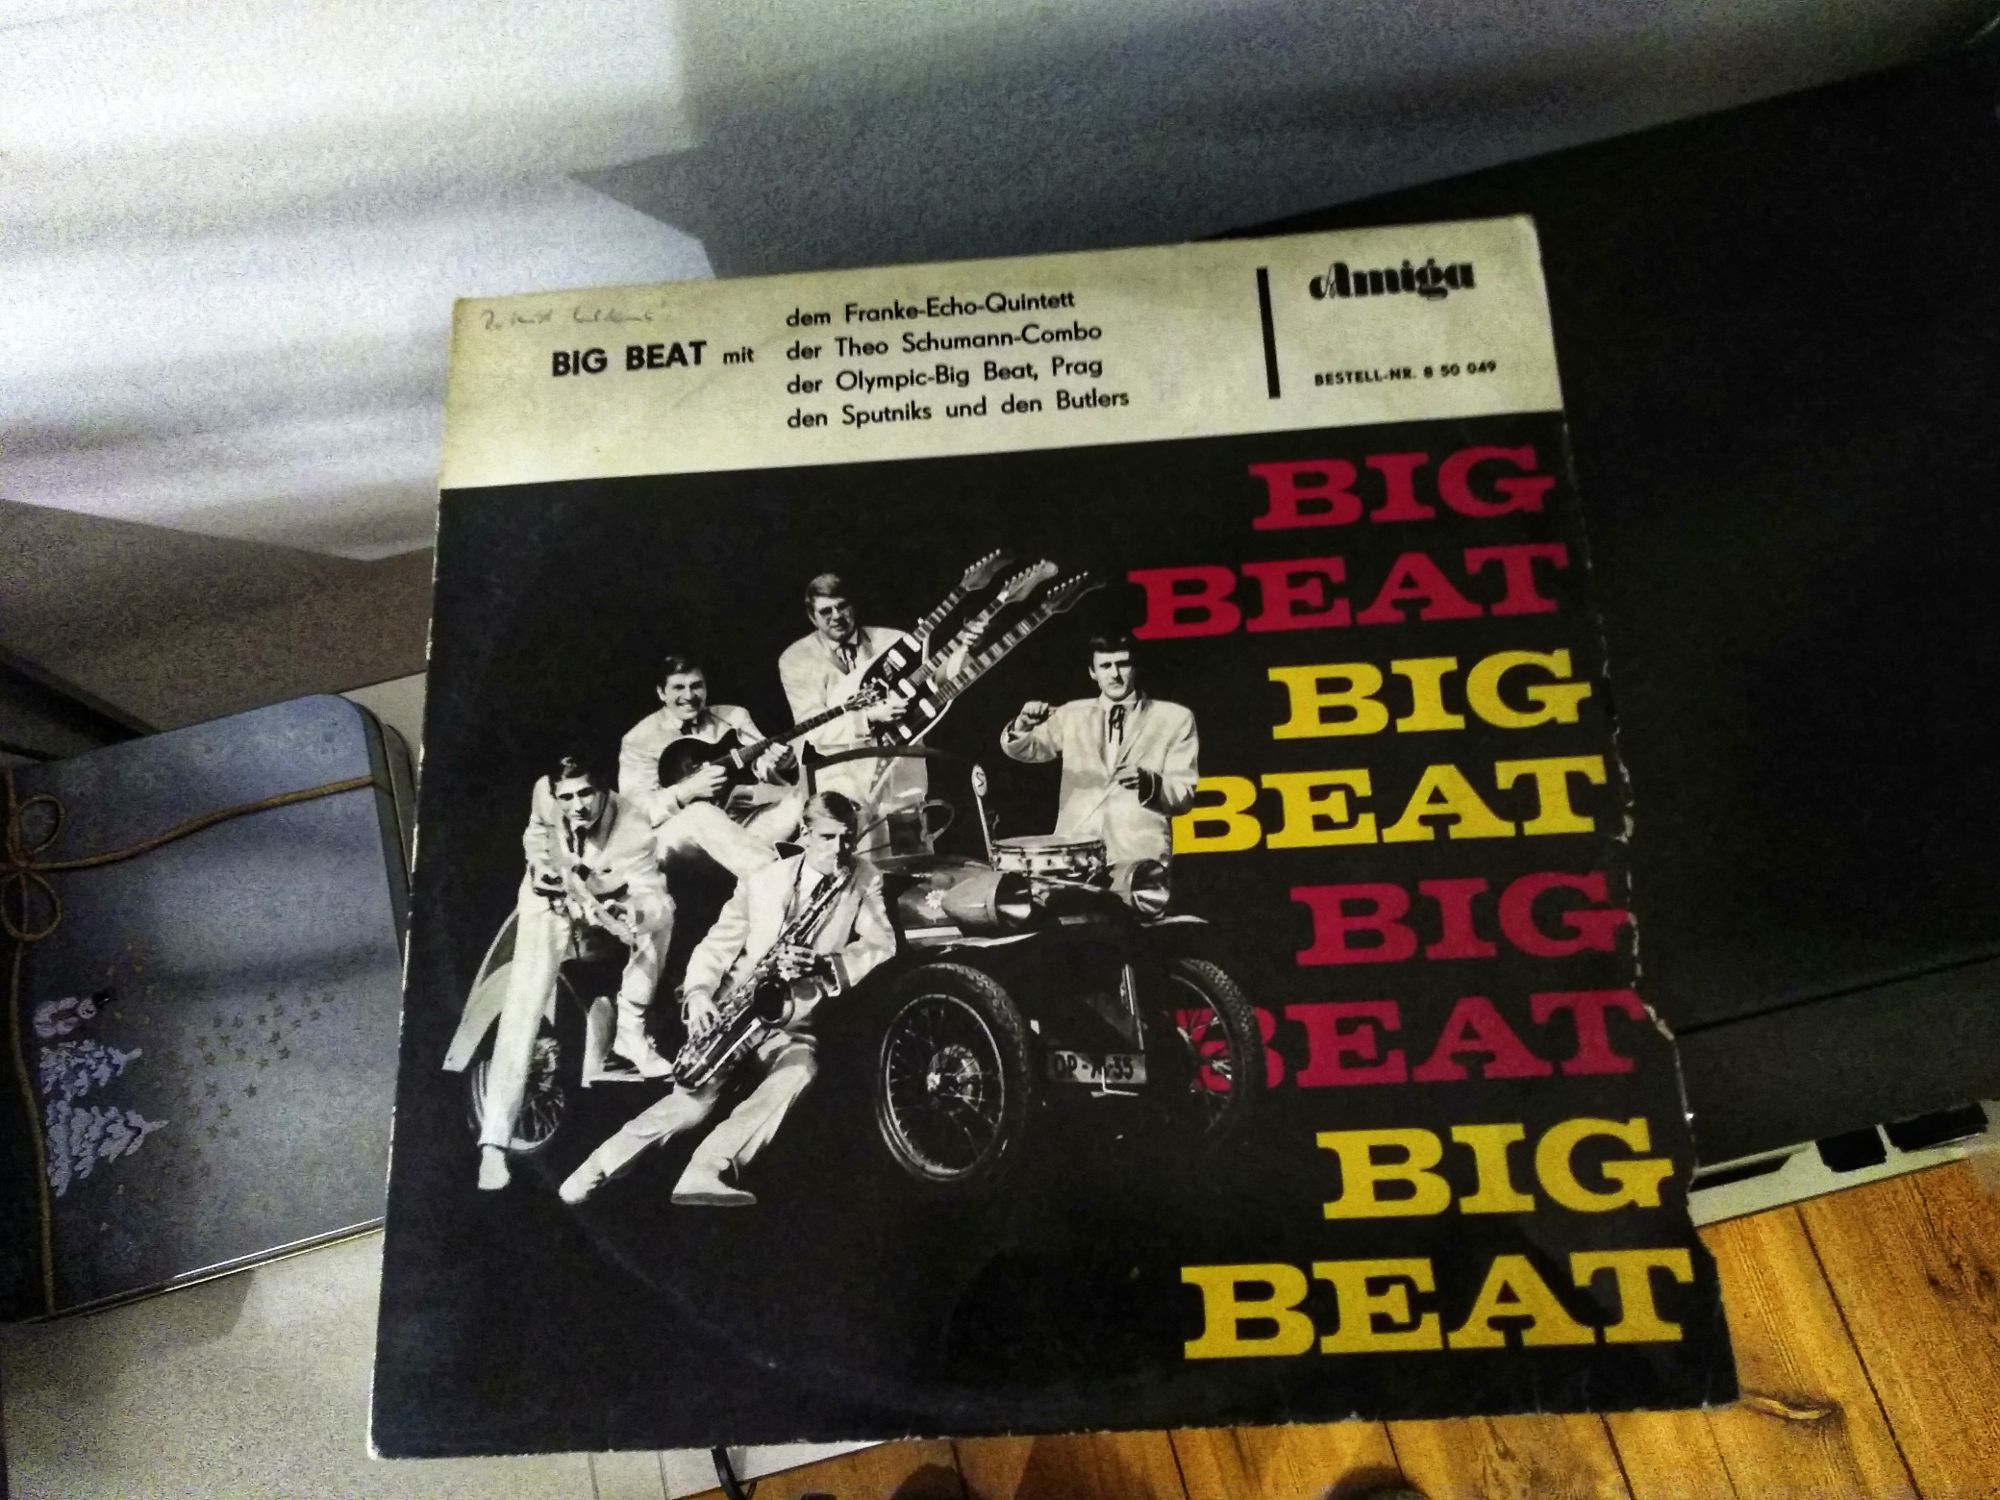 BIG BEAT mit
dem Franke-Echo-Quintett
der Theo Schumann-Combo
der Olympic-Big Beat, Prag
den Sputniks und den Butlers
Amiga
BESTELL-NR. 8 50 049
BIG
BEAT
BIG
BEAT
BIG
BEAT
BIG
BEAT